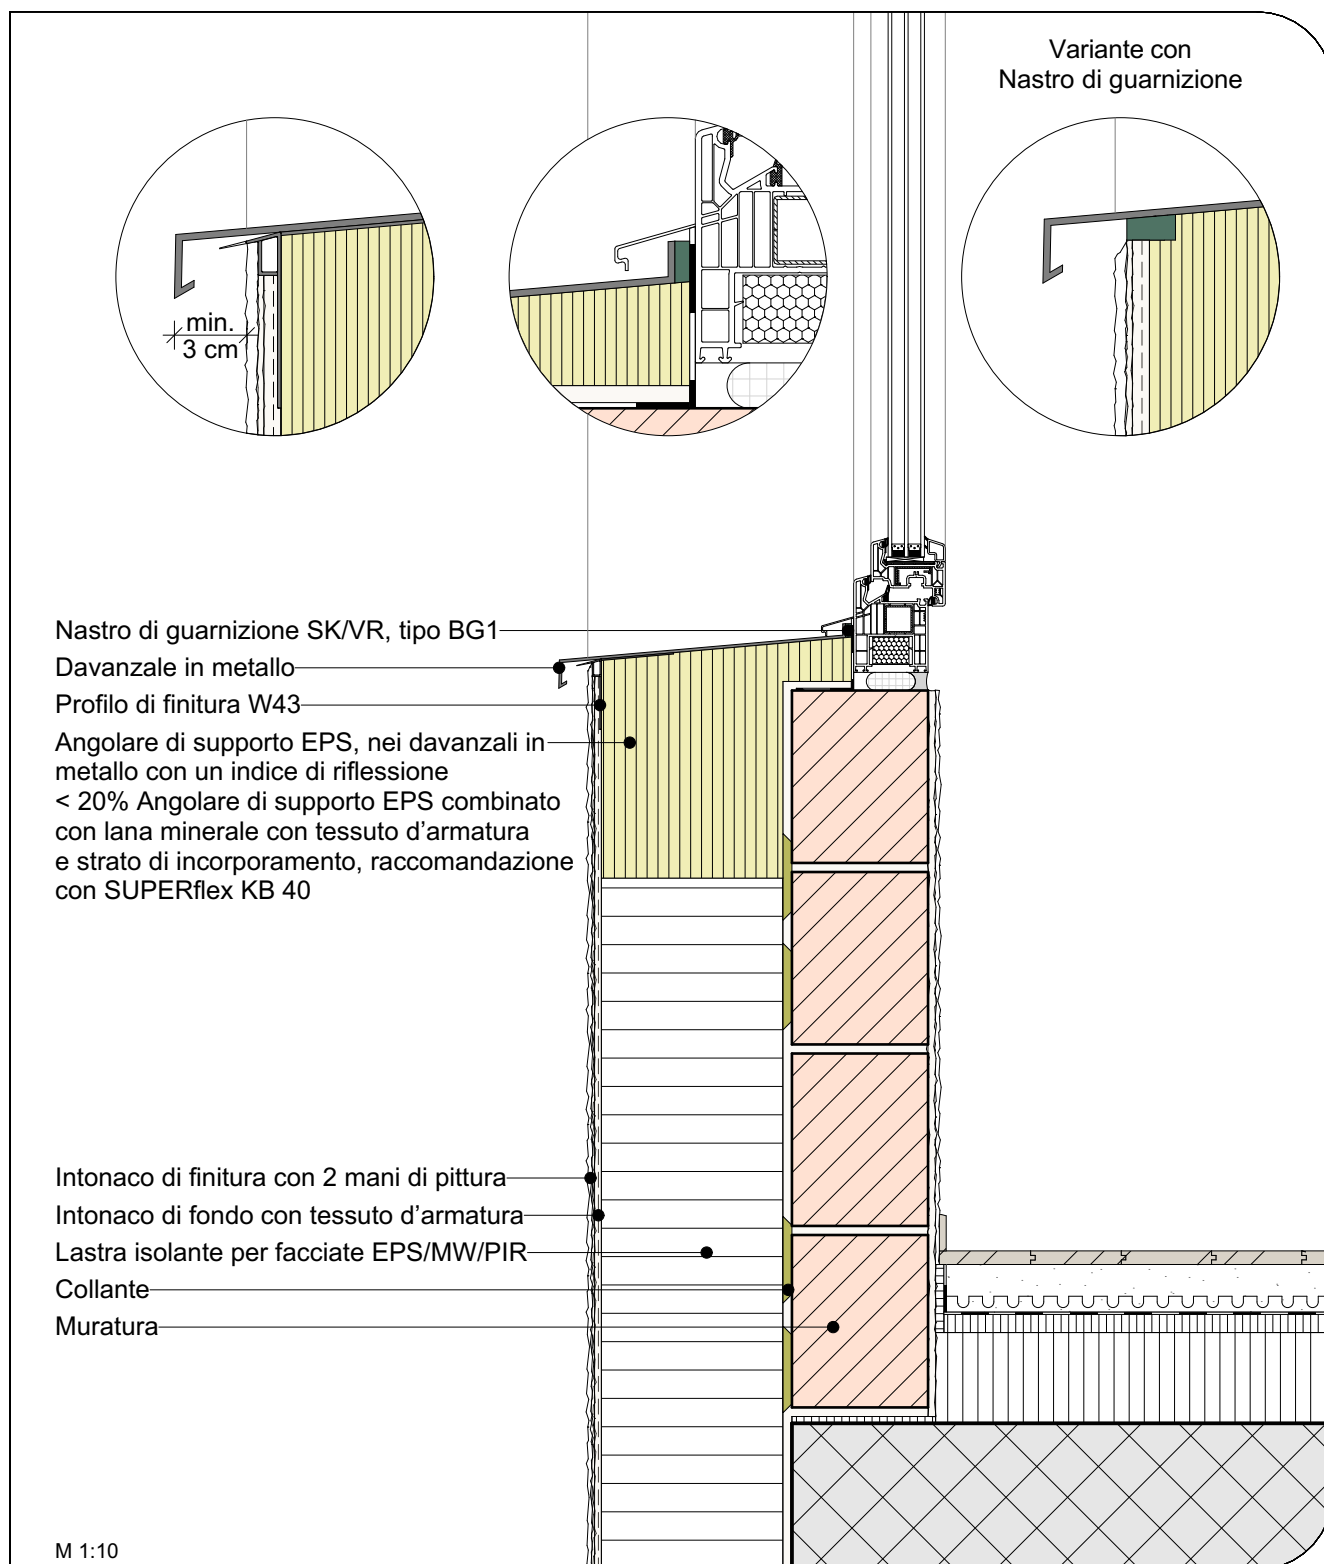 Variante con
Nastro di guarnizione
min.
3 cm
Nastro di guarnizione SK/VR, tipo BG1
Davanzale in metallo
Profilo di finitura W43
Angolare di supporto EPS, nei davanzali in
metallo con un indice di riflessione
< 20% Angolare di supporto EPS combinato
con lana minerale con tessuto d'armatura
e strato di incorporamento, raccomandazione
con SUPERflex KB 40
Intonaco di finitura con 2 mani di pittura
Intonaco di fondo con tessuto d'armatura
Lastra isolante per facciate EPS/MW/PIR
Collante
Muratura
M 1:10